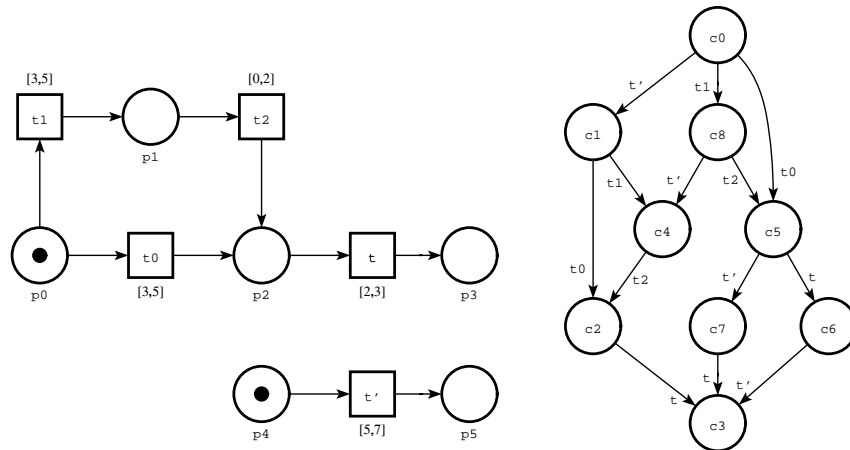 [3,5]
[0,2]
t1
t2
p1
t0
t
p0
[3,5]
p2
[2,3]
p3
t'
p4
[5,7]
p5
c0
t'
t1
c1
c8
t1
t'
t2
t0
c4
c5
t0
t2
t'
t
c2
c7
c6
t
t
t'
c3